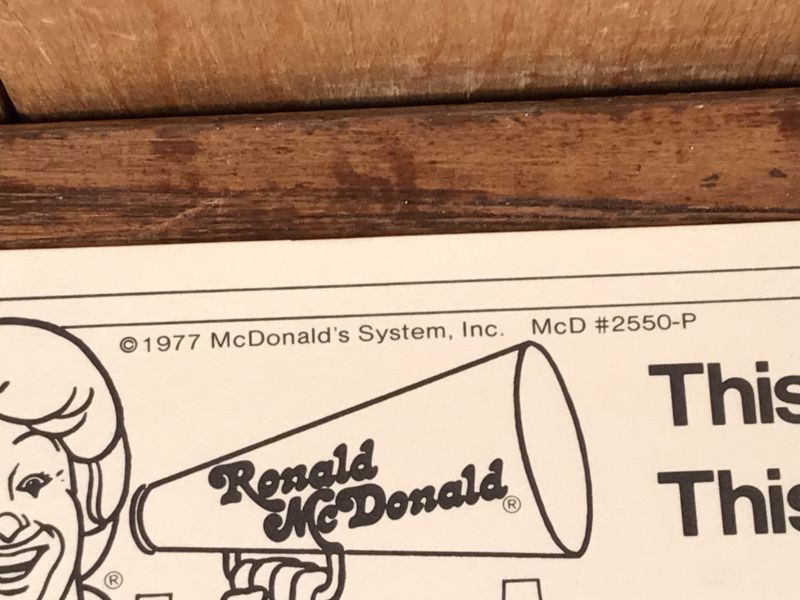 ©1977 McDonald's System, Inc. McD #2550-P
This
Ronald
McDonald®
This
®